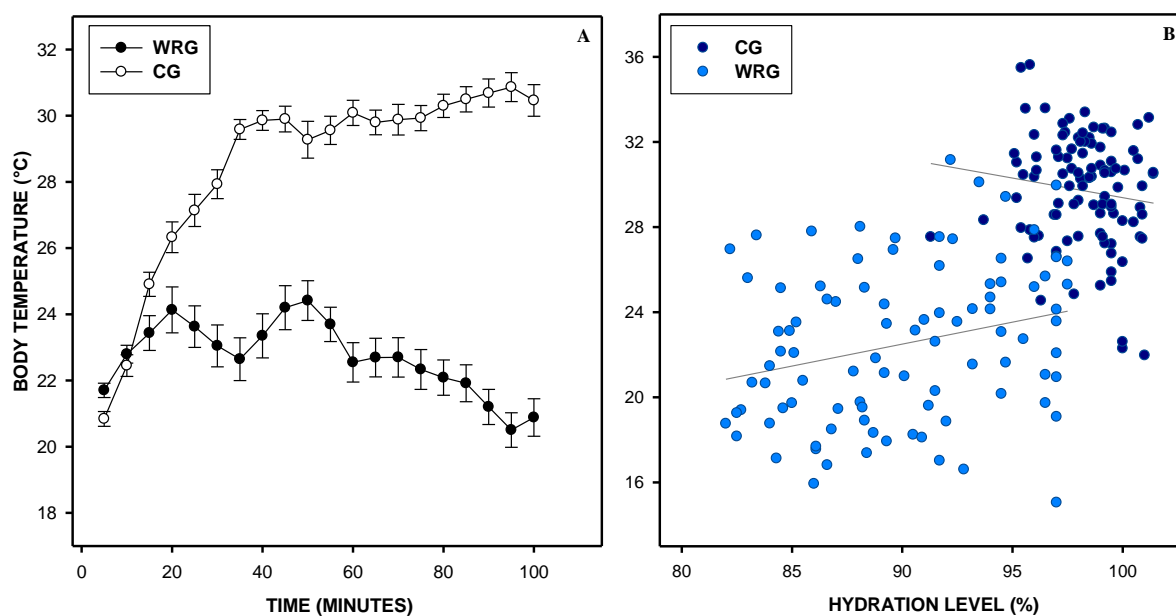 A
WRG
CG
BODY TEMPERATURE (°C)
32
30
28
26
24
22
20
18
0 20 40 60 80 100
TIME (MINUTES)
B
CG
WRG
36
32
28
24
20
16
80 85 90 95 100
HYDRATION LEVEL (%)